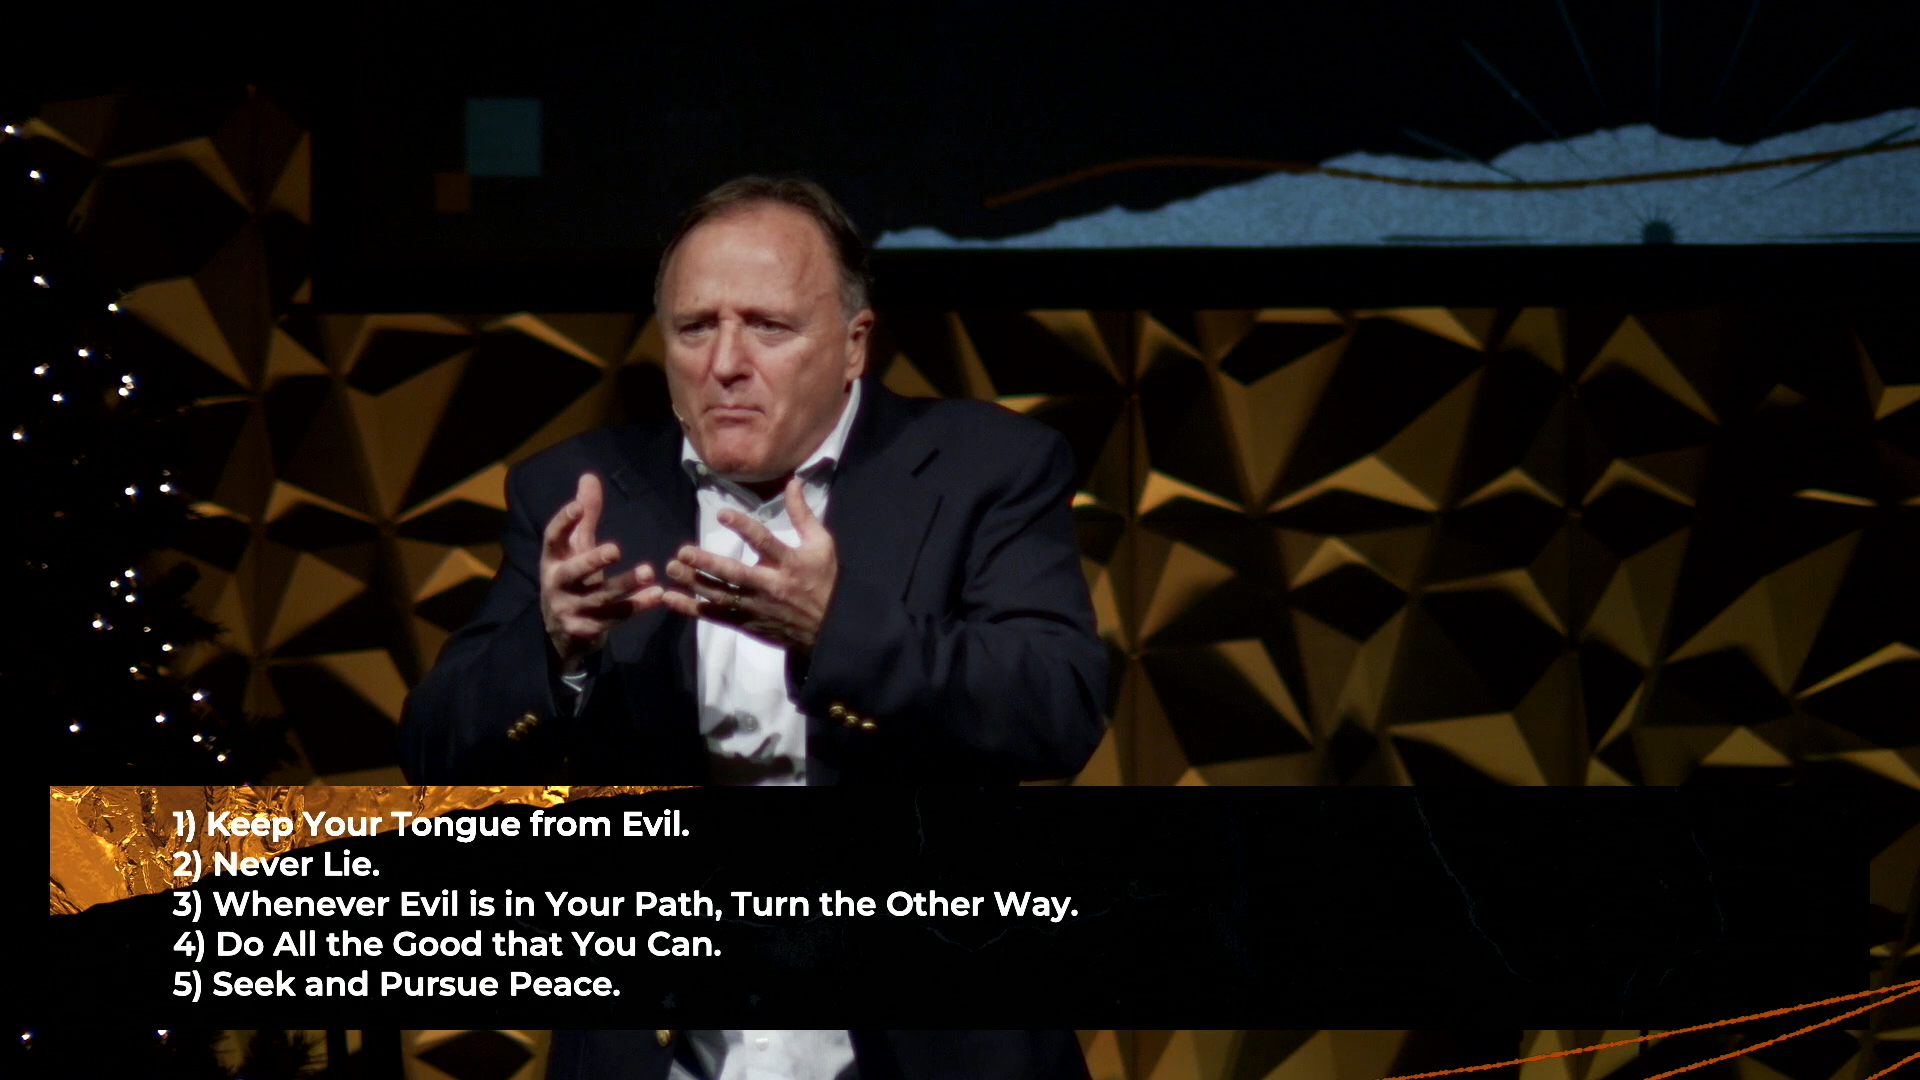 1) Keep Your Tongue from Evil.
2) Never Lie.
3) Whenever Evil is in Your Path, Turn the Other Way.
4) Do All the Good that You Can.
5) Seek and Pursue Peace.